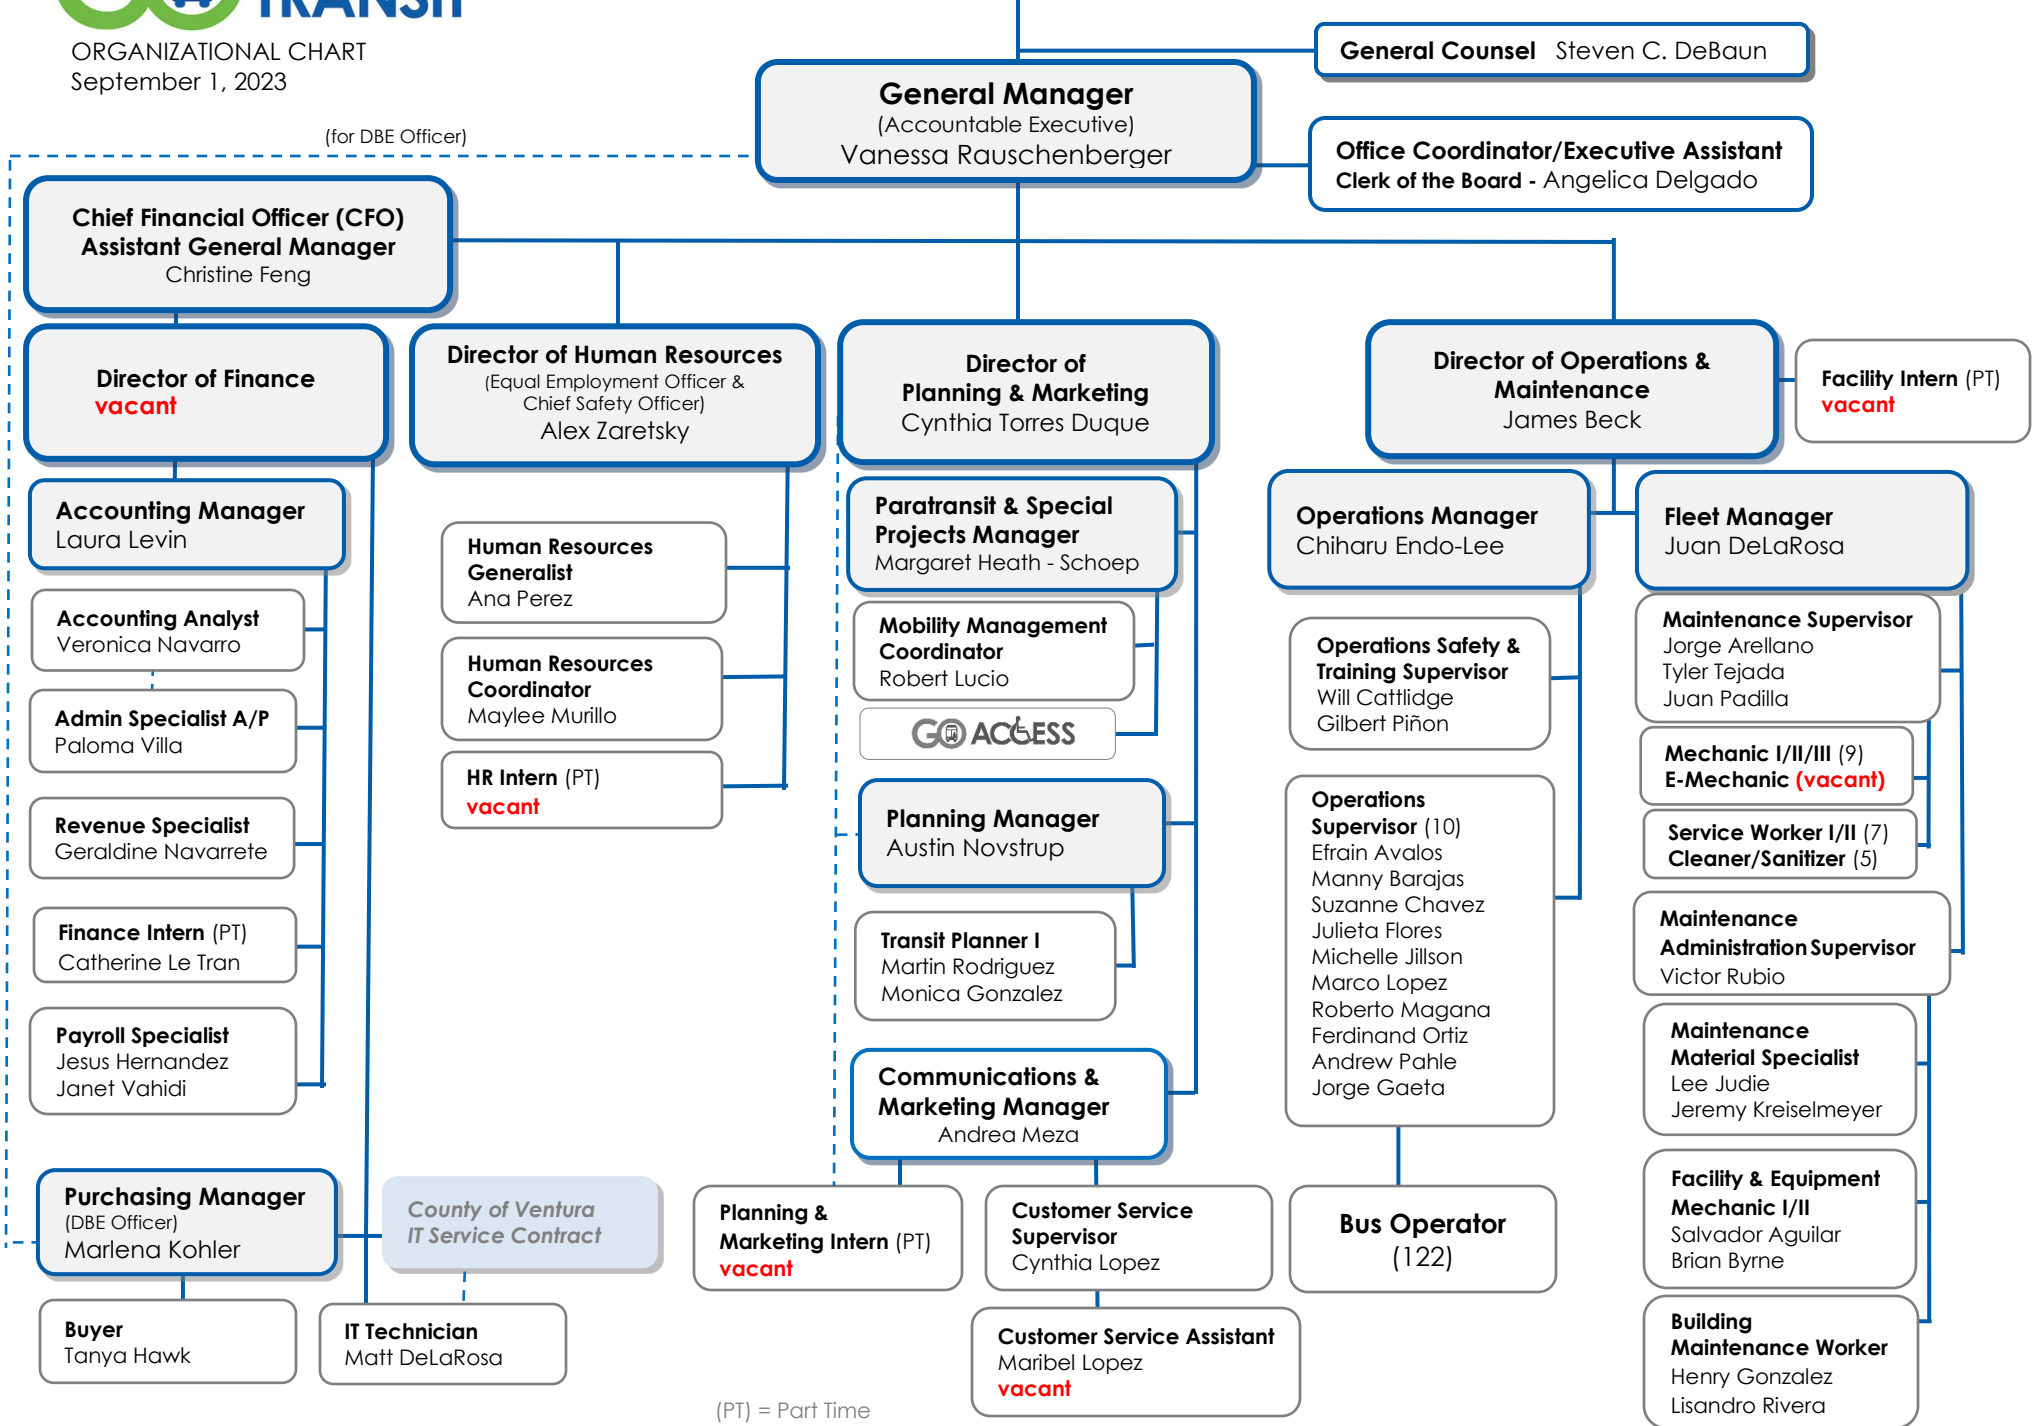 TRANSIT
ORGANIZATIONAL CHART
September 1, 2023
General Counsel Steven C. DeBaun
General Manager
(Accountable Executive)
Vanessa Rauschenberger
(for DBE Officer)
Office Coordinator/Executive Assistant
Clerk of the Board - Angelica Delgado
Chief Financial Officer (CFO)
Assistant General Manager
Christine Feng
Director of Finance
vacant
Director of Human Resources
(Equal Employment Officer &
Chief Safety Officer)
Alex Zaretsky
Director of
Planning & Marketing
Cynthia Torres Duque
Director of Operations &
Maintenance
James Beck
Facility Intern (PT)
vacant
Accounting Manager
Laura Levin
Accounting Analyst
Veronica Navarro
Admin Specialist A/P
Paloma Villa
Revenue Specialist
Geraldine Navarrete
Finance Intern (PT)
Catherine Le Tran
Payroll Specialist
Jesus Hernandez
Janet Vahidi
Purchasing Manager
(DBE Officer)
Marlena Kohler
County of Ventura
IT Service Contract
Buyer
Tanya Hawk
IT Technician
Matt DeLaRosa
Human Resources
Generalist
Ana Perez
Human Resources
Coordinator
Maylee Murillo
HR Intern (PT)
vacant
Paratransit & Special
Projects Manager
Margaret Heath - Schoep
Mobility Management
Coordinator
Robert Lucio
GO ACCESS
Planning Manager
Austin Novstrup
Transit Planner I
Martin Rodriguez
Monica Gonzalez
Communications &
Marketing Manager
Andrea Meza
Planning &
Marketing Intern (PT)
vacant
Customer Service
Supervisor
Cynthia Lopez
Customer Service Assistant
Maribel Lopez
vacant
Operations Manager
Chiharu Endo-Lee
Operations Safety &
Training Supervisor
Will Cattlidge
Gilbert Piñon
Operations
Supervisor (10)
Efrain Avalos
Manny Barajas
Suzanne Chavez
Julieta Flores
Michelle Jillson
Marco Lopez
Roberto Magana
Ferdinand Ortiz
Andrew Pahle
Jorge Gaeta
Bus Operator
(122)
Fleet Manager
Juan DeLaRosa
Maintenance Supervisor
Jorge Arellano
Tyler Tejada
Juan Padilla
Mechanic I/II/III (9)
E-Mechanic (vacant)
Service Worker I/II (7)
Cleaner/Sanitizer (5)
Maintenance
Administration Supervisor
Victor Rubio
Maintenance
Material Specialist
Lee Judie
Jeremy Kreiselmeyer
Facility & Equipment
Mechanic I/II
Salvador Aguilar
Brian Byrne
Building
Maintenance Worker
Henry Gonzalez
Lisandro Rivera
(PT) = Part Time